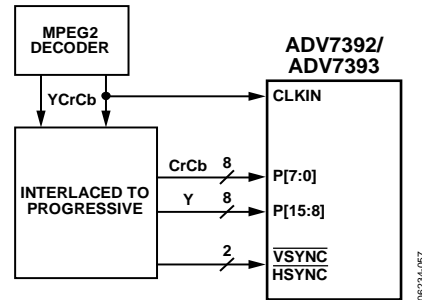 MPEG2
DECODER
YCrCb
ADV7392/
ADV7393
CLKIN
INTERLACED TO
PROGRESSIVE
CrCb 8
P[7:0]
Y 8
P[15:8]
2
VSYNC
HSYNC
06234-057